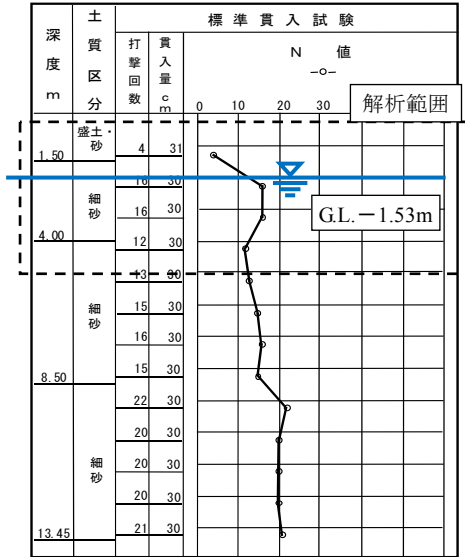 標準貫入試験
深度 m
土質区分
打撃回数
貫入量 cm
N 値
-o-
0 10 20 30
解析範囲
盛土・砂
1.50
4 31
16 30
細砂
16 30
G.L.－1.53m
4.00
12 30
13 30
細砂
15 30
16 30
15 30
8.50
22 30
20 30
細砂
20 30
20 30
13.45
21 30